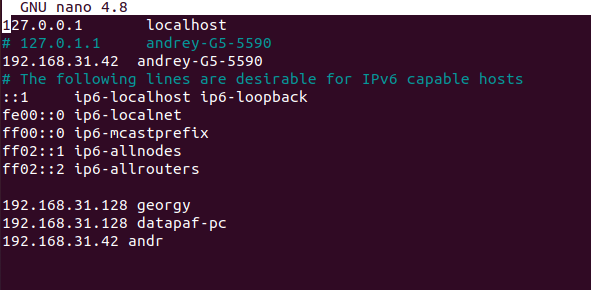 GNU nano 4.8
127.0.0.1       localhost
# 127.0.1.1     andrey-G5-5590
192.168.31.42  andrey-G5-5590
# The following lines are desirable for IPv6 capable hosts
::1     ip6-localhost ip6-loopback
fe00::0 ip6-localnet
ff00::0 ip6-mcastprefix
ff02::1 ip6-allnodes
ff02::2 ip6-allrouters
192.168.31.128 georgy
192.168.31.128 datapaf-pc
192.168.31.42 andr